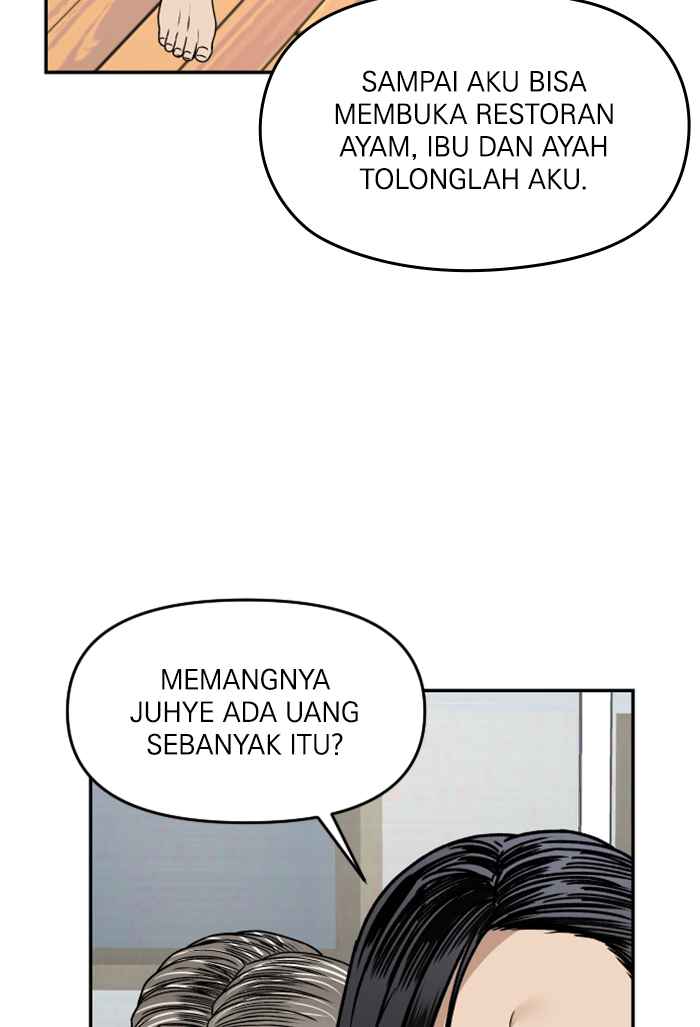 SAMPAI AKU BISA
MEMBUKA RESTORAN
AYAM, IBU DAN AYAH
TOLONGLAH AKU.
MEMANGNYA
JUHYE ADA UANG
SEBANYAK ITU?